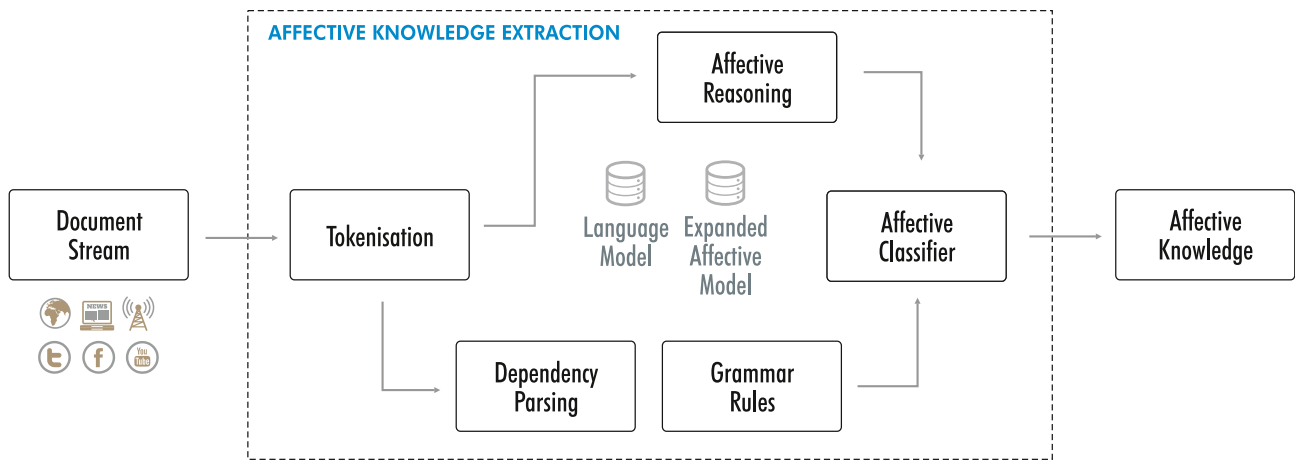 AFFECTIVE KNOWLEDGE EXTRACTION
Affective
Reasoning
Document
Stream
Tokenisation
Language
Model
Expanded
Affective
Model
Affective
Classifier
Affective
Knowledge
NEWS
You
Tube
Dependency
Parsing
Grammar
Rules